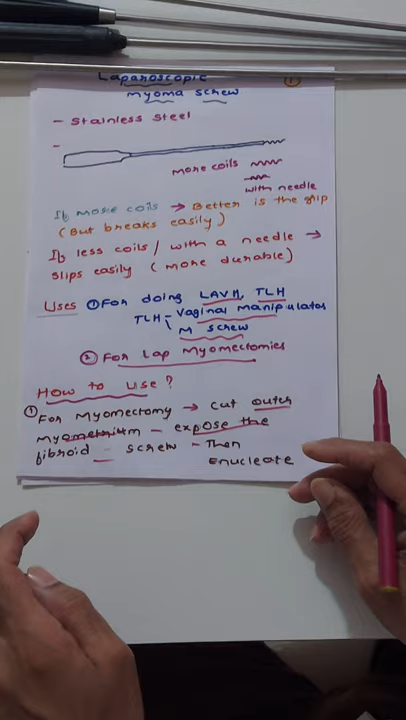 Laparoscopic
Myoma Screw
- Stainless Steel
-
More coils
with needle
If more coils → Better is the grip
(But breaks easily)
If less coils / with a needle →
slips easily (more durable)
Uses ① For doing LAVH, TLH
TLH - Vaginal Manipulator
M Screw
② For Lap Myomectomies
How to use?
① For Myomectomy → cut outer
myometrium - expose the
fibroid - screw - Then
enucleate